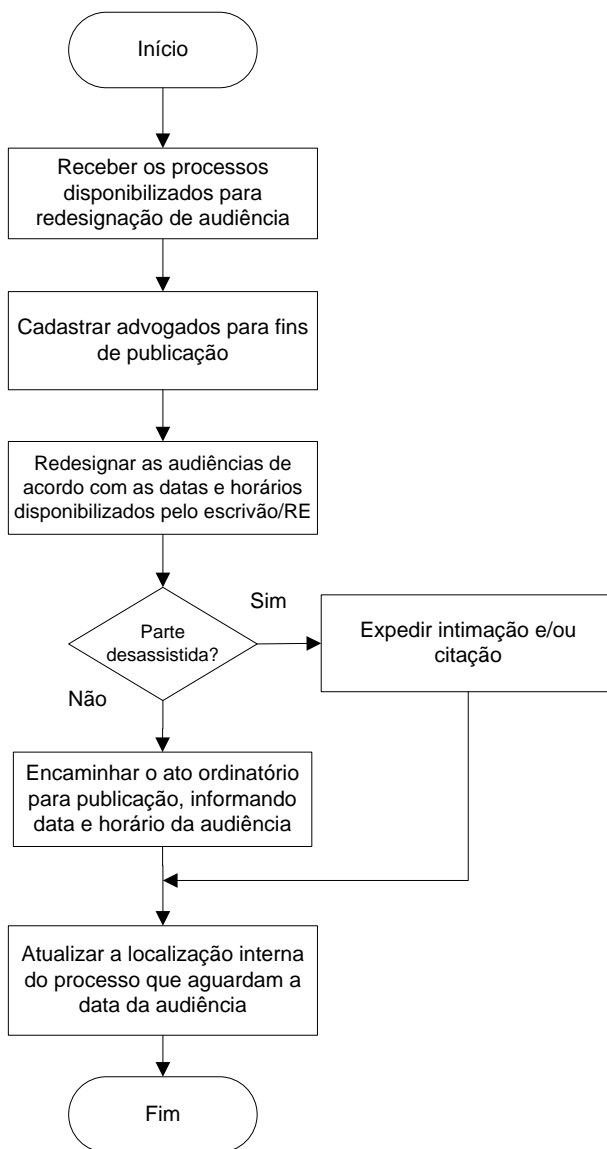 Início
Receber os processos
disponibilizados para
redesignação de audiência
Cadastrar advogados para fins
de publicação
Redesignar as audiências de
acordo com as datas e horários
disponibilizados pelo escrivão/RE
Parte
desassistida?
Sim
Expedir intimação e/ou
citação
Não
Encaminhar o ato ordinatório
para publicação, informando
data e horário da audiência
Atualizar a localização interna
do processo que aguardam a
data da audiência
Fim